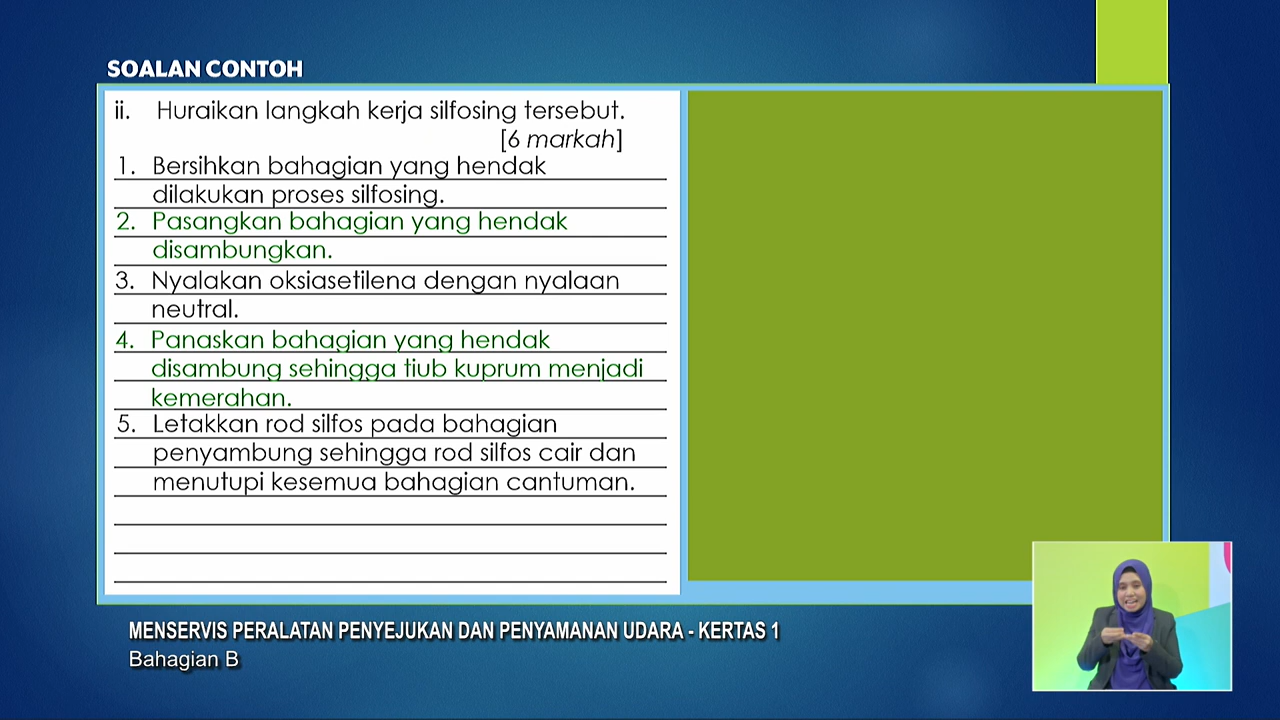 SOALAN CONTOH
ii. Huraikan langkah kerja silfosing tersebut.
[6 markah]
1. Bersihkan bahagian yang hendak
dilakukan proses silfosing.
2. Pasangkan bahagian yang hendak
disambungkan.
3. Nyalakan oksiasetilena dengan nyalaan
neutral.
4. Panaskan bahagian yang hendak
disambung sehingga tiub kuprum menjadi
kemerahan.
5. Letakkan rod silfos pada bahagian
penyambung sehingga rod silfos cair dan
menutupi kesemua bahagian cantuman.
MENSERVIS PERALATAN PENYEJUKAN DAN PENYAMANAN UDARA - KERTAS 1
Bahagian B